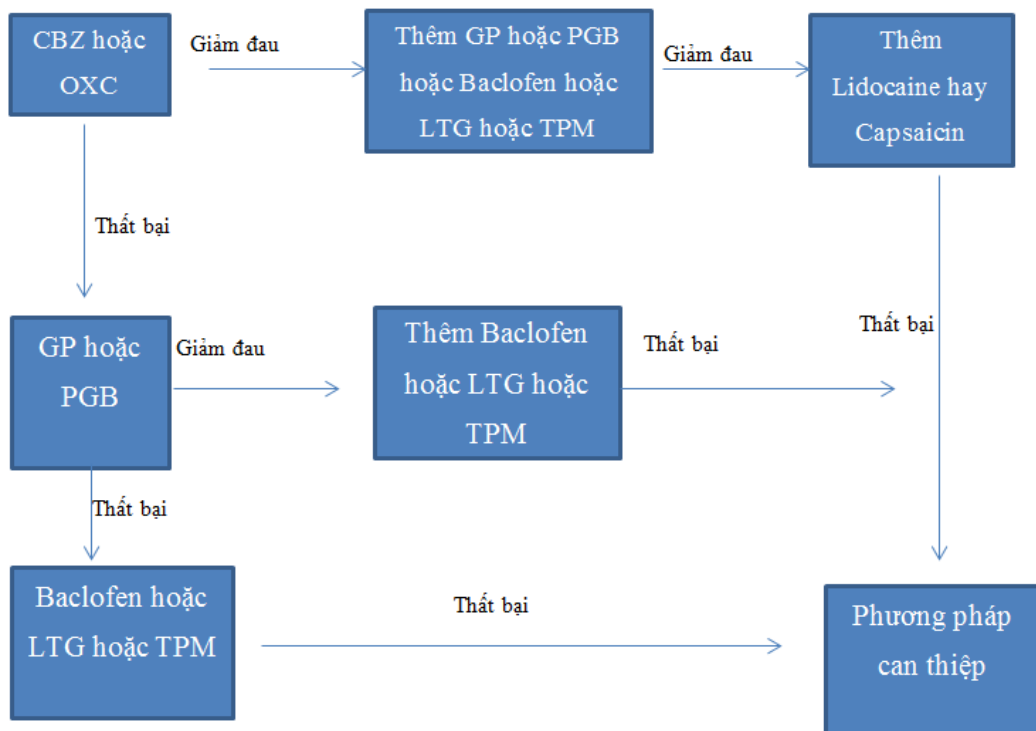 CBZ hoặc
OXC
Giảm đau
Thêm GP hoặc PGB
hoặc Baclofen hoặc
LTG hoặc TPM
Giảm đau
Thêm
Lidocaine hay
Capsaicin
Thất bại
GP hoặc
PGB
Giảm đau
Thêm Baclofen
hoặc LTG hoặc
TPM
Thất bại
Thất bại
Thất bại
Baclofen hoặc
LTG hoặc TPM
Thất bại
Phương pháp
can thiệp